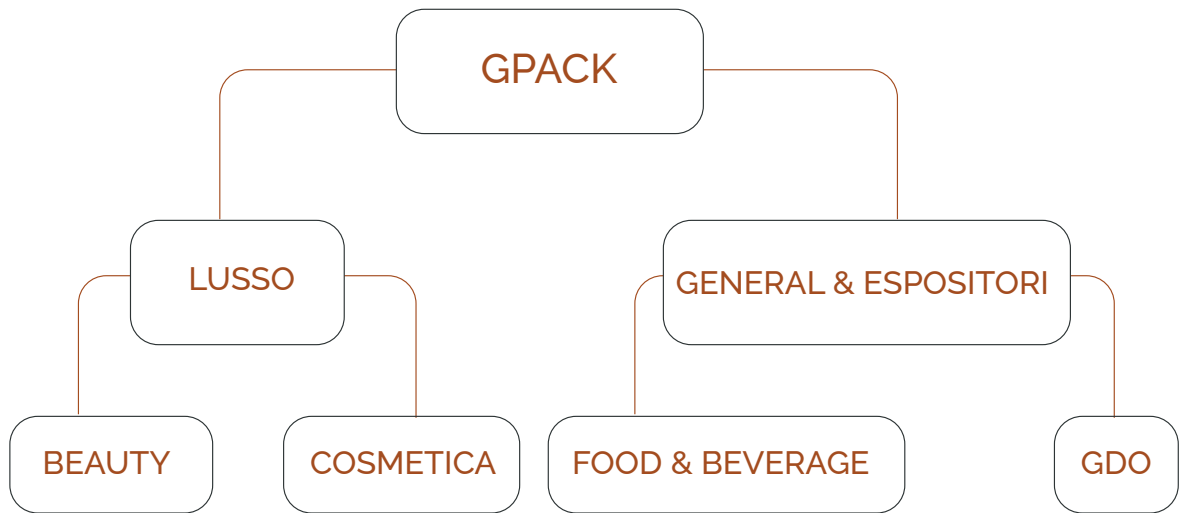 GPACK
LUSSO
GENERAL & ESPOSITORI
BEAUTY
COSMETICA
FOOD & BEVERAGE
GDO